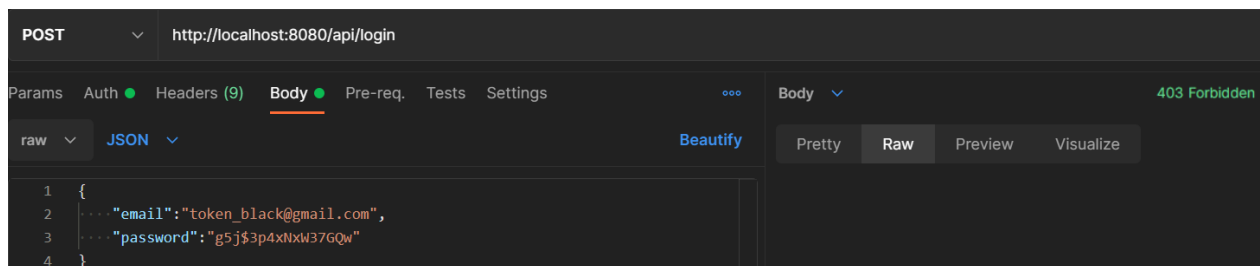 POST http://localhost:8080/api/login
Params Auth Headers (9) Body Pre-req. Tests Settings ooo Body 403 Forbidden
raw JSON Beautify Pretty Raw Preview Visualize
1 {
2 ····"email":"token_black@gmail.com",
3 ····"password":"g5j$3p4xNxW37GQw"
4 }